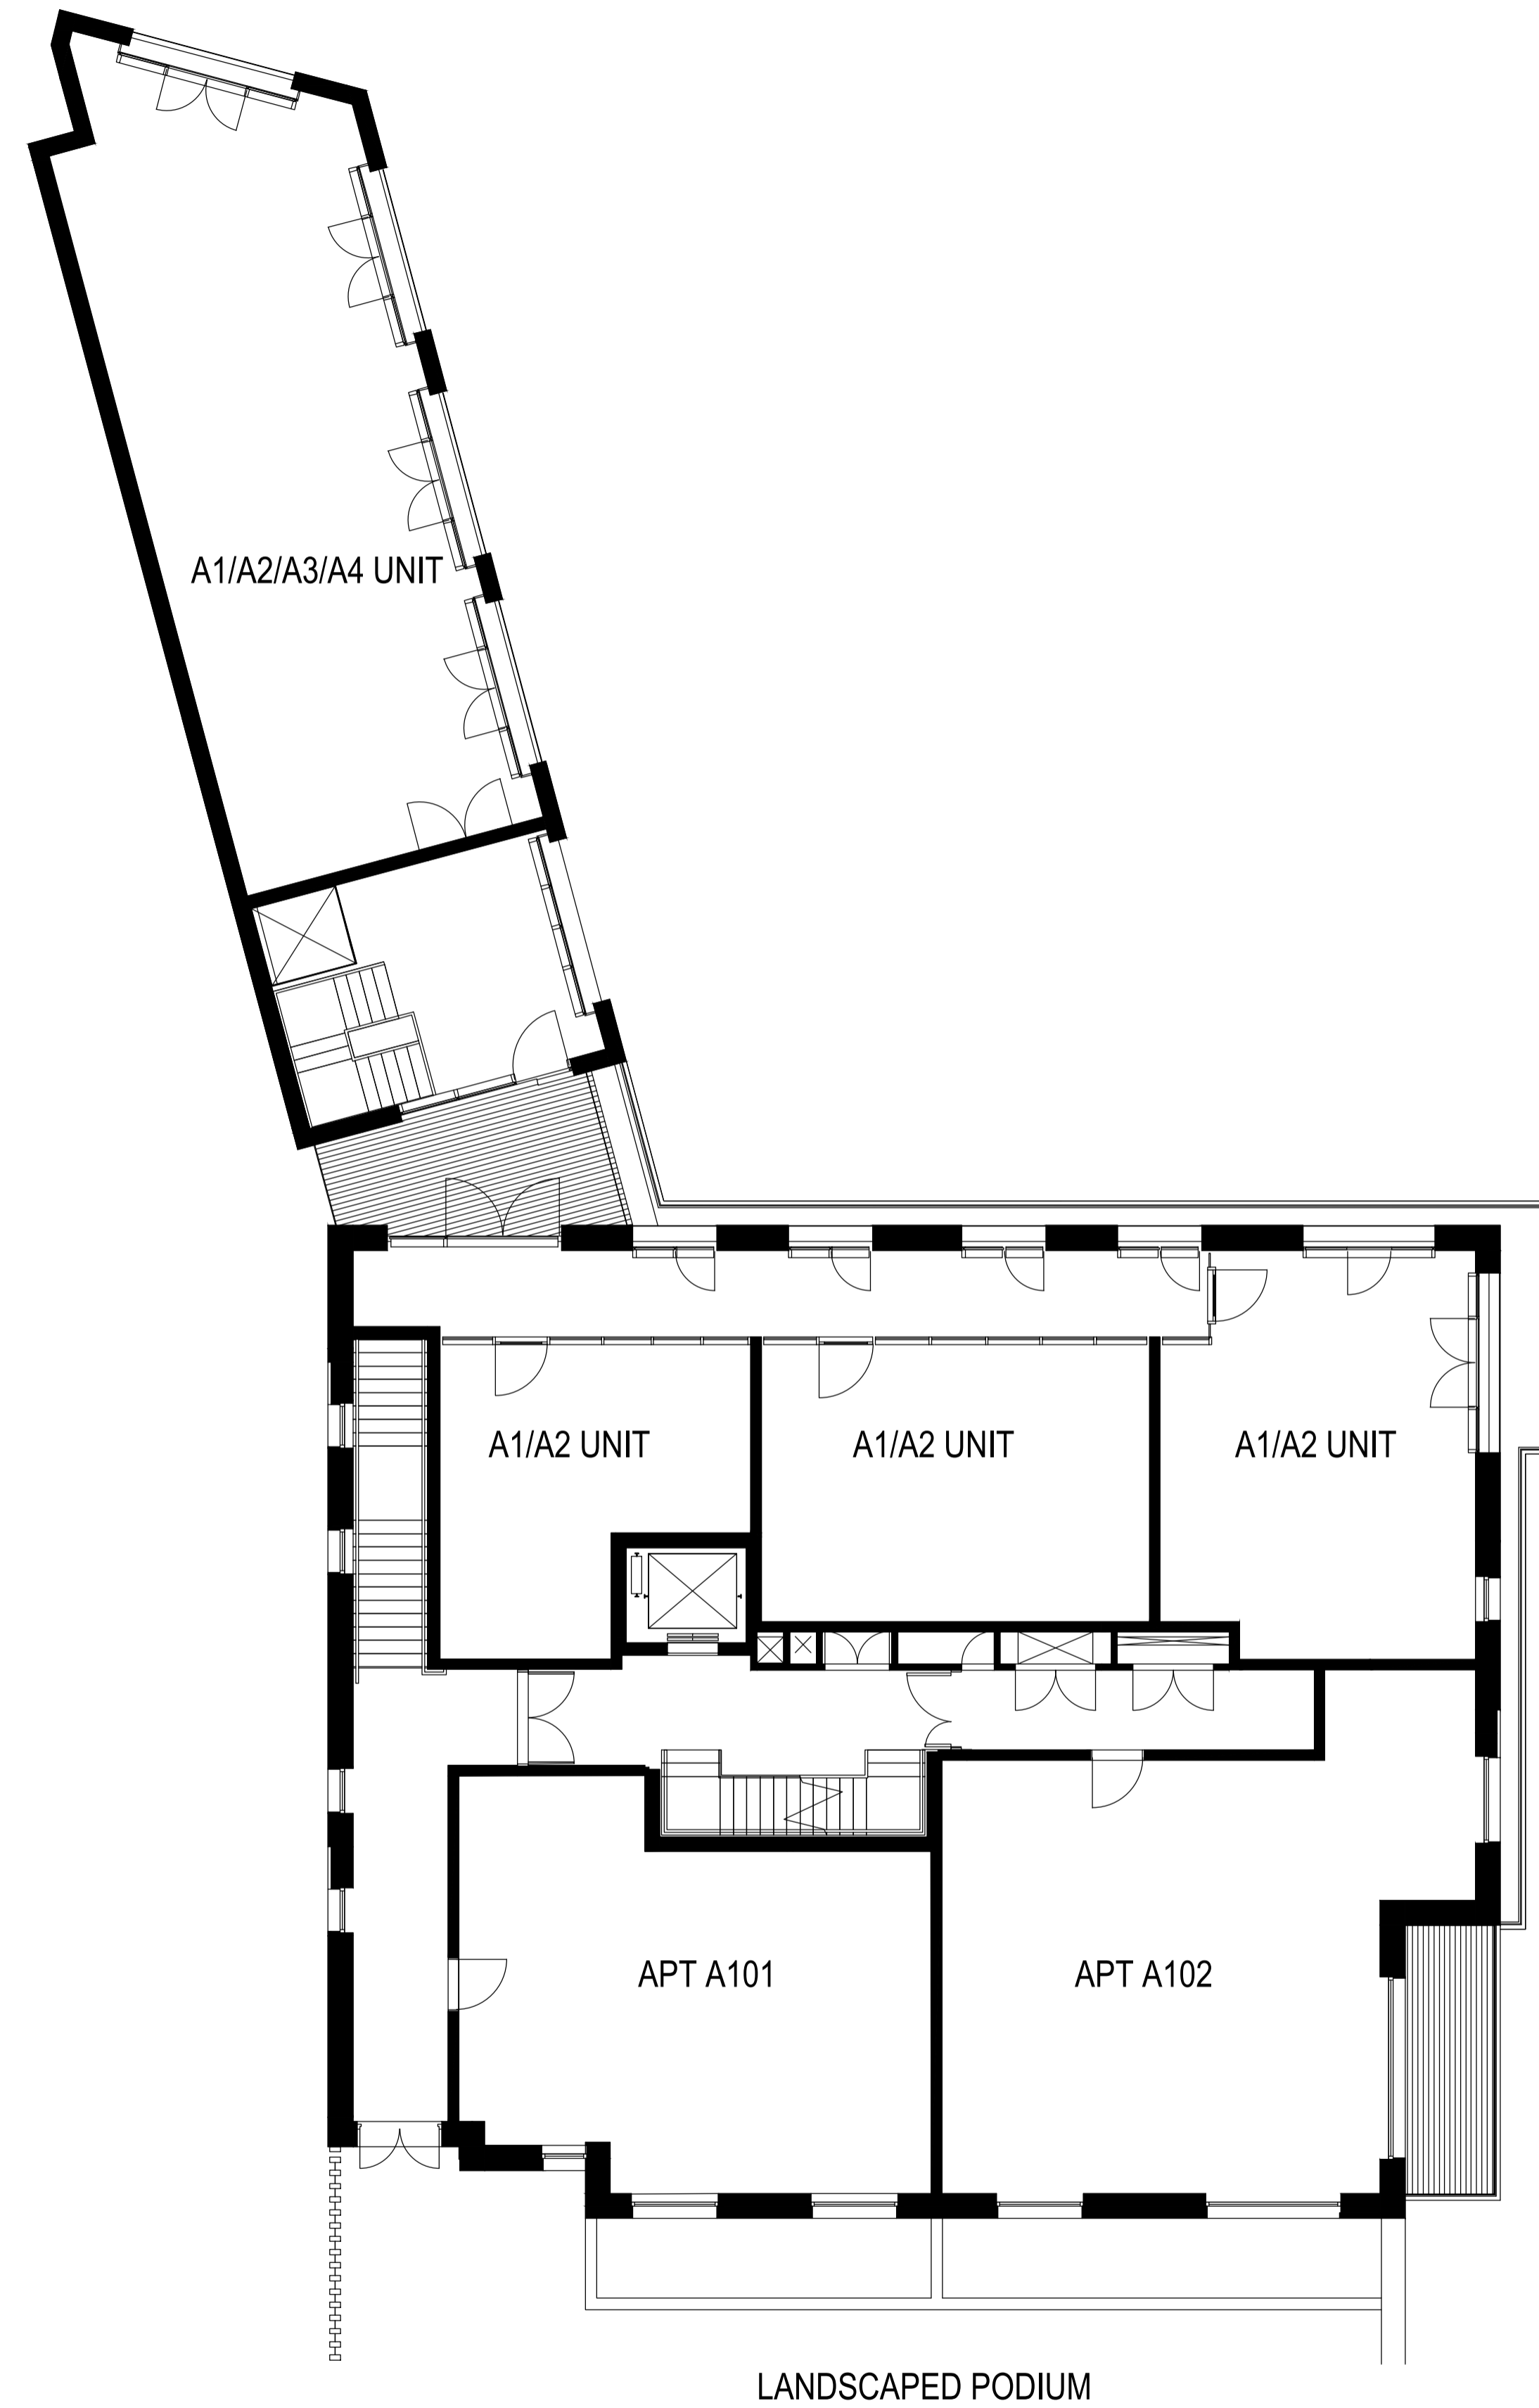 A1/A2/A3/A4 UNIT
A1/A2 UNIT
A1/A2 UNIT
A1/A2 UNIT
APT A101
APT A102
LANDSCAPED PODIUM